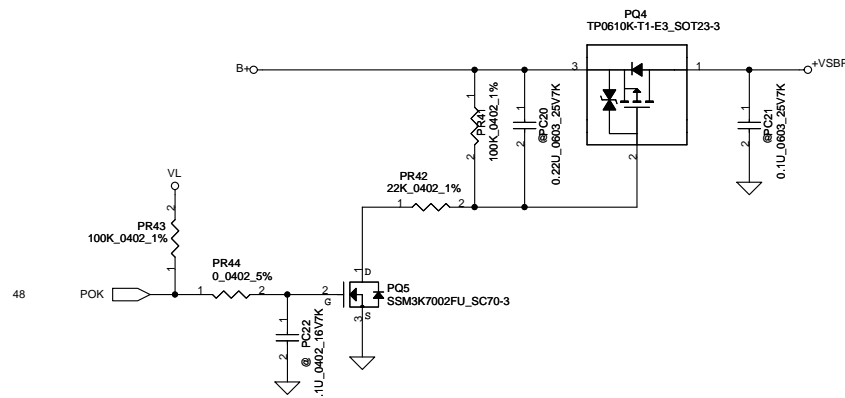 PQ4
TP0610K-T1-E3_SOT23-3
B+
3
1
+VSBP
2
1
PR41
100K_0402_1%
2
1
@PC20
0.22U_0603_25V7K
2
1
@PC21
0.1U_0603_25V7K
2
VL
2
PR43
100K_0402_1%
1
PR42
22K_0402_1%
1
2
PR44
0_0402_5%
48
POK
1
2
2
G
1
D
PQ5
SSM3K7002FU_SC70-3
3
S
1
@ PC22
.1U_0402_16V7K
2